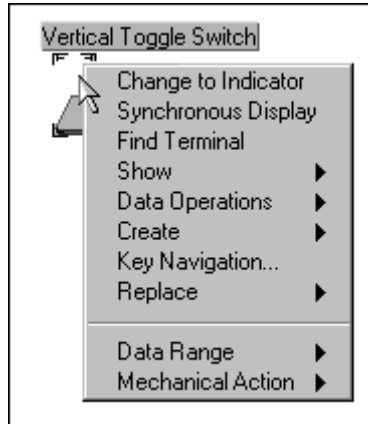 Vertical Toggle Switch
Change to Indicator
Synchronous Display
Find Terminal
Show
Data Operations
Create
Key Navigation...
Replace
Data Range
Mechanical Action